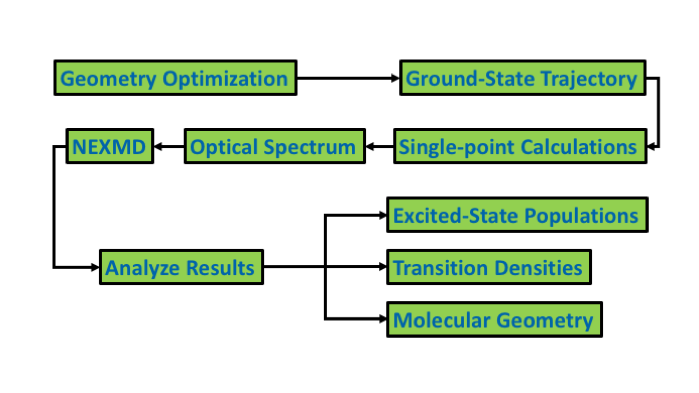 Geometry Optimization
Ground-State Trajectory
NEXMD
Optical Spectrum
Single-point Calculations
Excited-State Populations
Analyze Results
Transition Densities
Molecular Geometry